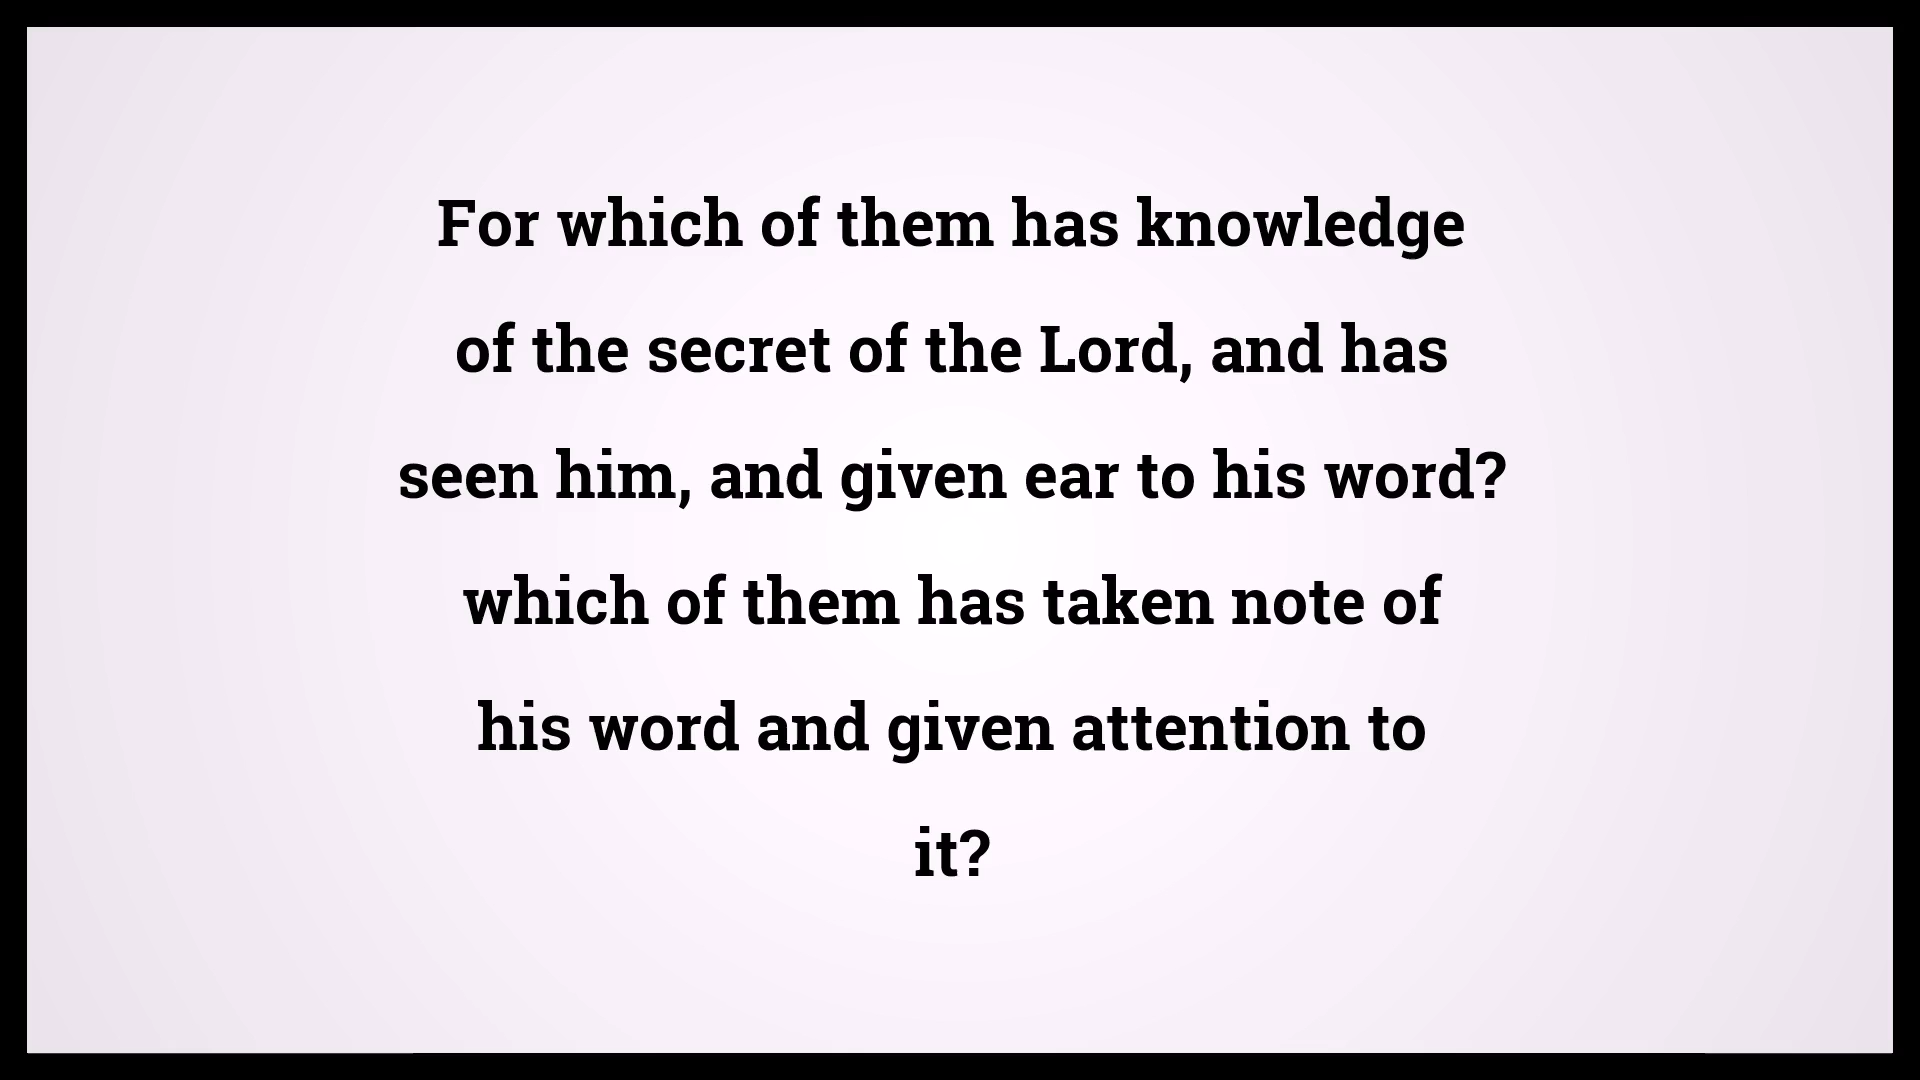 For which of them has knowledge
of the secret of the Lord, and has
seen him, and given ear to his word?
which of them has taken note of
his word and given attention to
it?